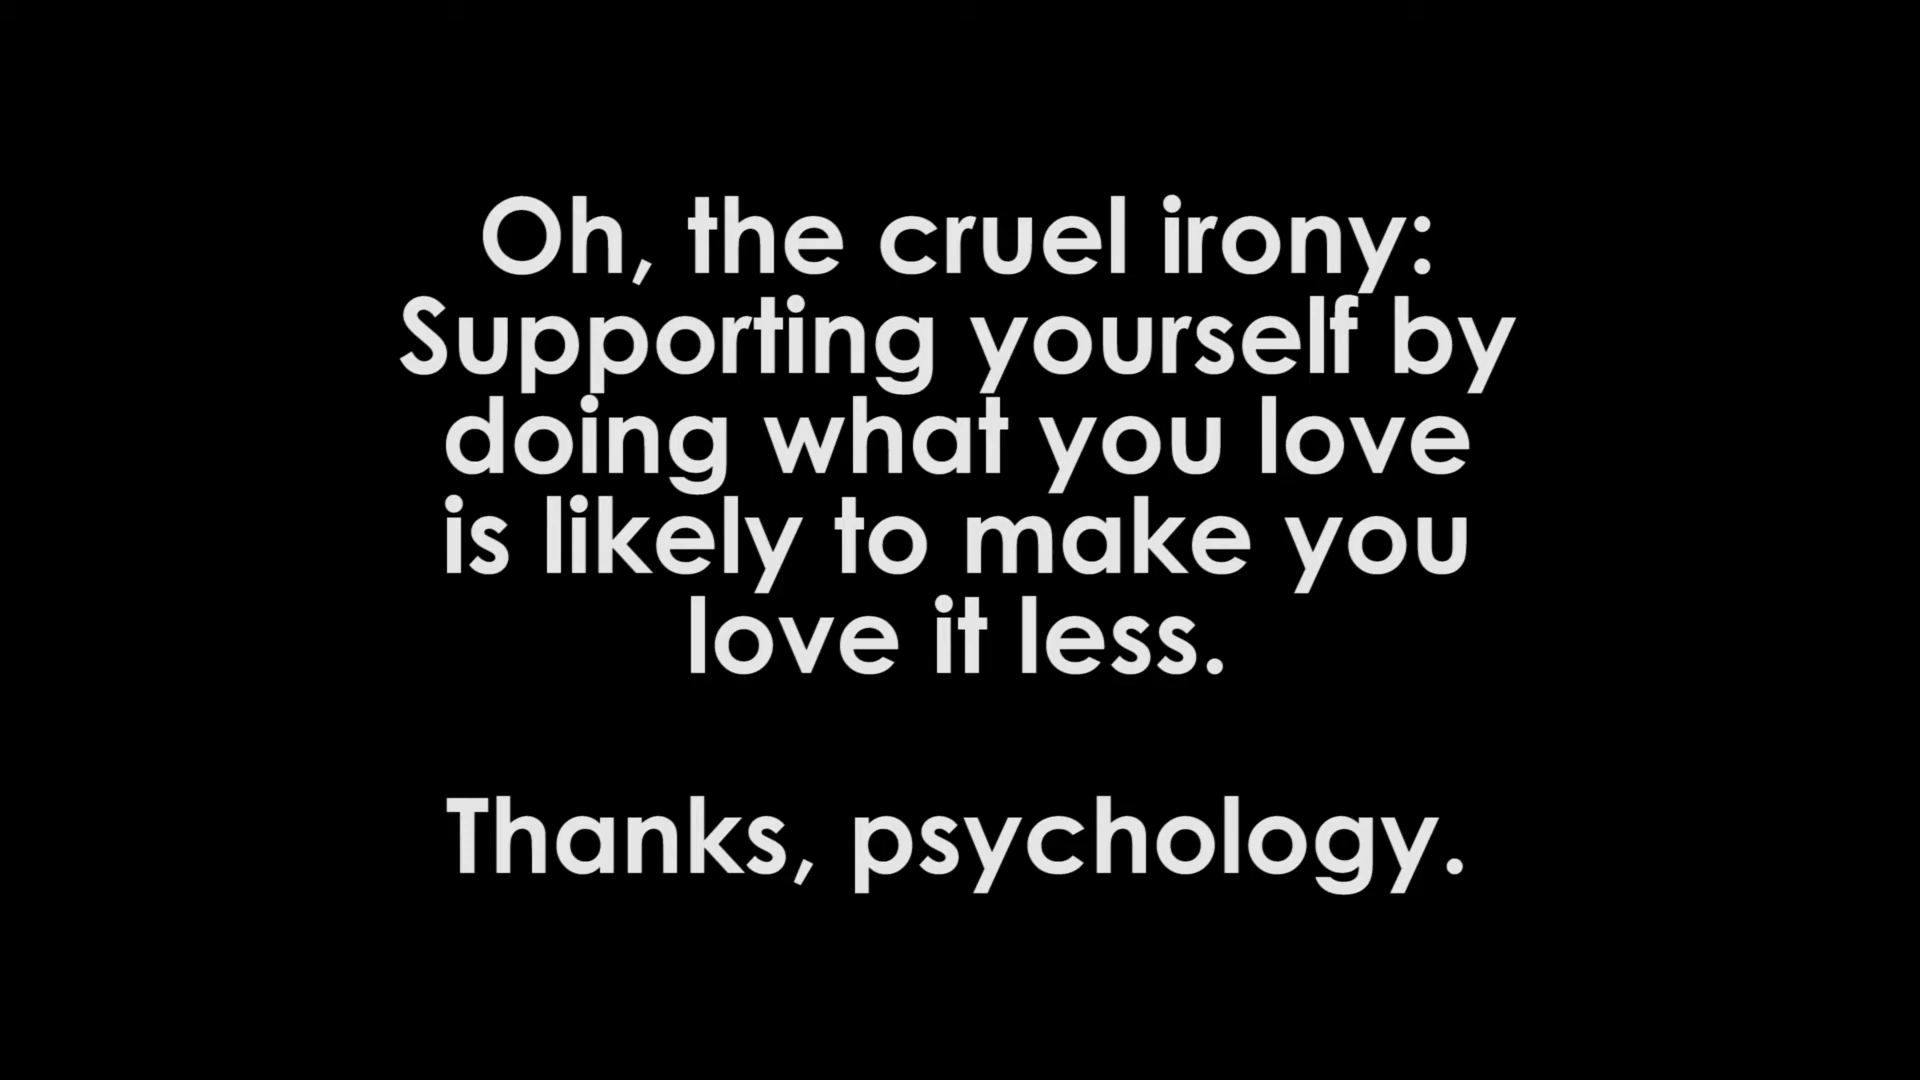 Oh, the cruel irony:
Supporting yourself by
doing what you love
is likely to make you
love it less.
Thanks, psychology.